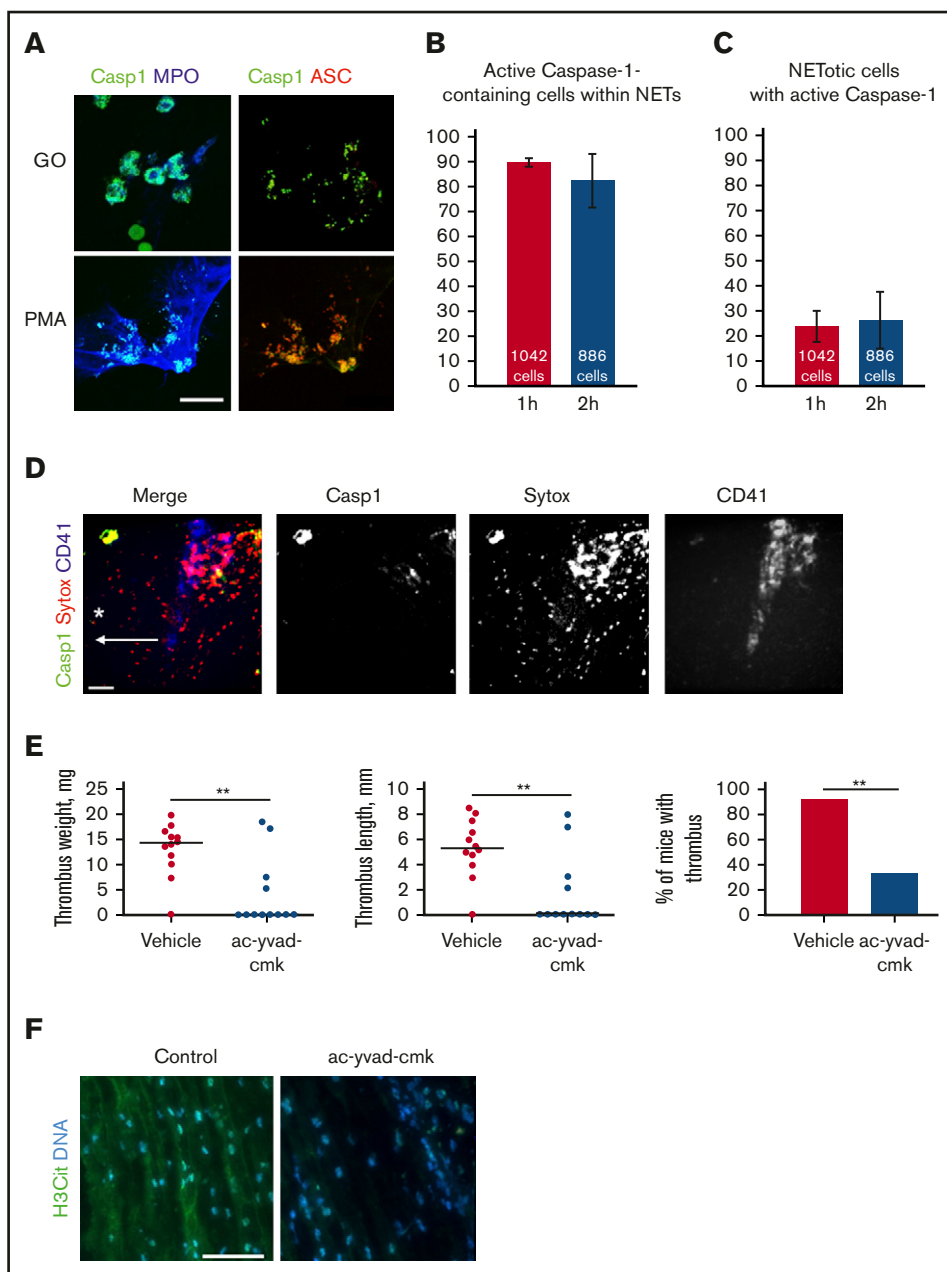 A
Casp1 MPO
Casp1 ASC
GO
PMA
B
Active Caspase-1-
containing cells within NETs
100
90
80
70
60
50
40
30
20
10
0
1042
cells
886
cells
1h
2h
C
NETotic cells
with active Caspase-1
100
90
80
70
60
50
40
30
20
10
0
1042
cells
886
cells
1h
2h
D
Merge
Casp1
Sytox
CD41
Casp1 Sytox CD41
*
E
Thrombus weight, mg
25
20
15
10
5
0
**
Vehicle
ac-yvad-
cmk
Thrombus length, mm
8
6
4
2
0
**
Vehicle
ac-yvad-
cmk
% of mice with
thrombus
100
80
60
40
20
0
**
Vehicle
ac-yvad-
cmk
F
Control
ac-yvad-cmk
H3Cit DNA